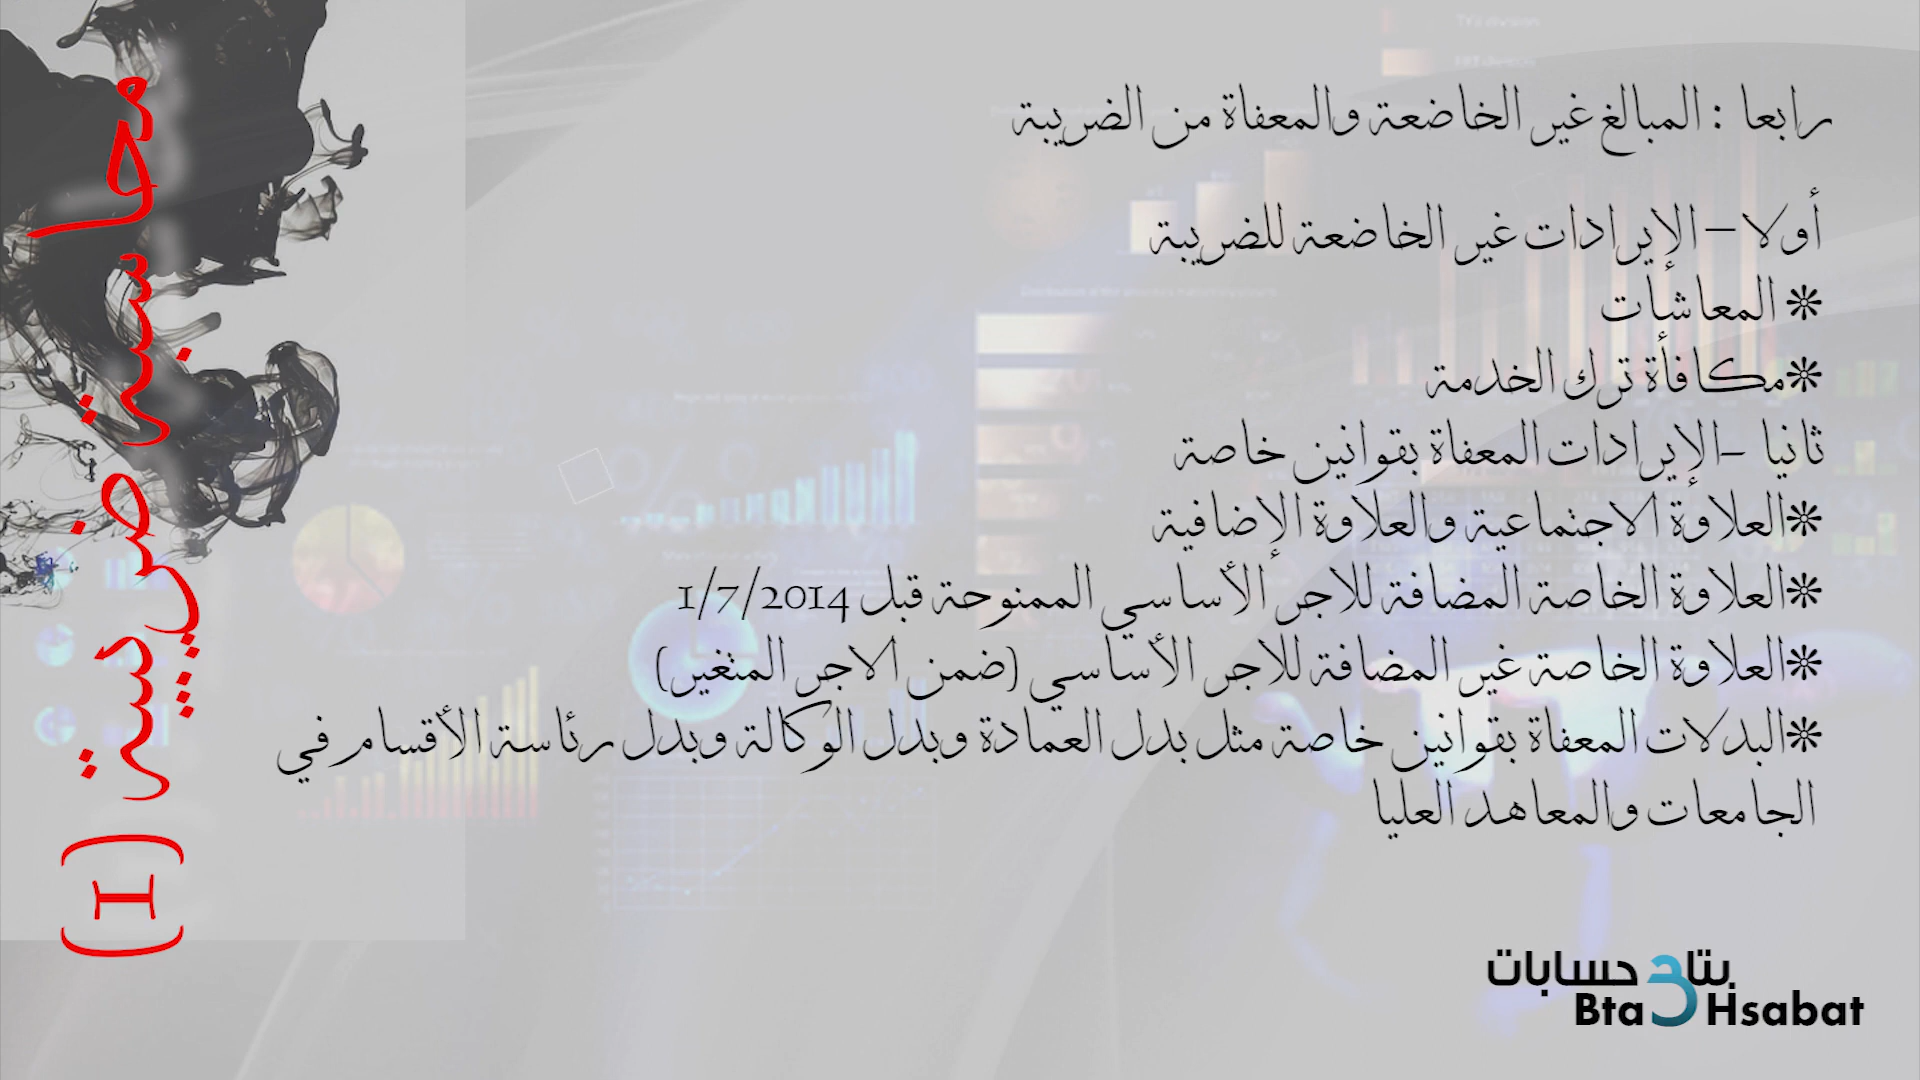 رابعا : المبالغ غير الخاضعة والمعفاة من الضريبة
أولا – الإيرادات غير الخاضعة للضريبة
* المعاشات
*مكافأة ترك الخدمة
ثانيا -الإيرادات المعفاة بقوانين خاصة
*العلاوة الاجتماعية والعلاوة الإضافية
*العلاوة الخاصة المضافة للاجر الأساسي الممنوحة قبل 1/7/2014
*العلاوة الخاصة غير المضافة للاجر الأساسي (ضمن الاجر المتغير)
*البدلات المعفاة بقوانين خاصة مثل بدل العمادة وبدل الوكالة وبدل رئاسة الأقسام في
الجامعات والمعاهد العليا
محاسبة ضريبية (1)
بتاع حسابات
Bta3 Hsabat